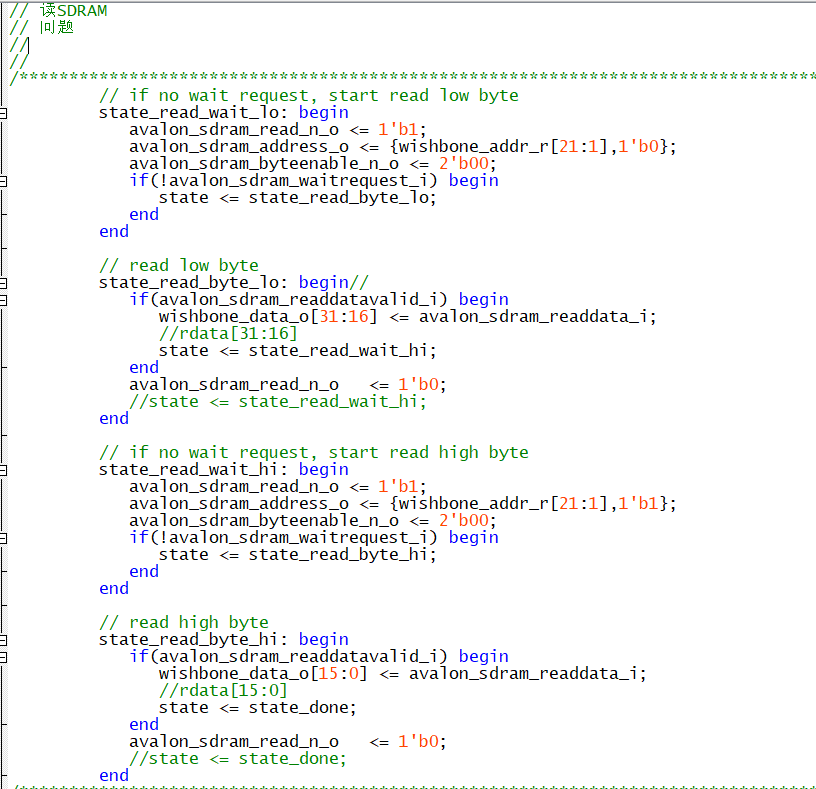 // 读SDRAM
// 问题
//
//
/*********************************************************************************
// if no wait request, start read low byte
state_read_wait_lo: begin
avalon_sdram_read_n_o <= 1'b1;
avalon_sdram_address_o <= {wishbone_addr_r[21:1],1'b0};
avalon_sdram_byteenable_n_o <= 2'b00;
if(!avalon_sdram_waitrequest_i) begin
state <= state_read_byte_lo;
end
end
// read low byte
state_read_byte_lo: begin//
if(avalon_sdram_readdatavalid_i) begin
wishbone_data_o[31:16] <= avalon_sdram_readdata_i;
//rdata[31:16]
state <= state_read_wait_hi;
end
avalon_sdram_read_n_o   <= 1'b0;
//state <= state_read_wait_hi;
end
// if no wait request, start read high byte
state_read_wait_hi: begin
avalon_sdram_read_n_o <= 1'b1;
avalon_sdram_address_o <= {wishbone_addr_r[21:1],1'b1};
avalon_sdram_byteenable_n_o <= 2'b00;
if(!avalon_sdram_waitrequest_i) begin
state <= state_read_byte_hi;
end
end
// read high byte
state_read_byte_hi: begin
if(avalon_sdram_readdatavalid_i) begin
wishbone_data_o[15:0] <= avalon_sdram_readdata_i;
//rdata[15:0]
state <= state_done;
end
avalon_sdram_read_n_o   <= 1'b0;
//state <= state_done;
end
/*********************************************************************************